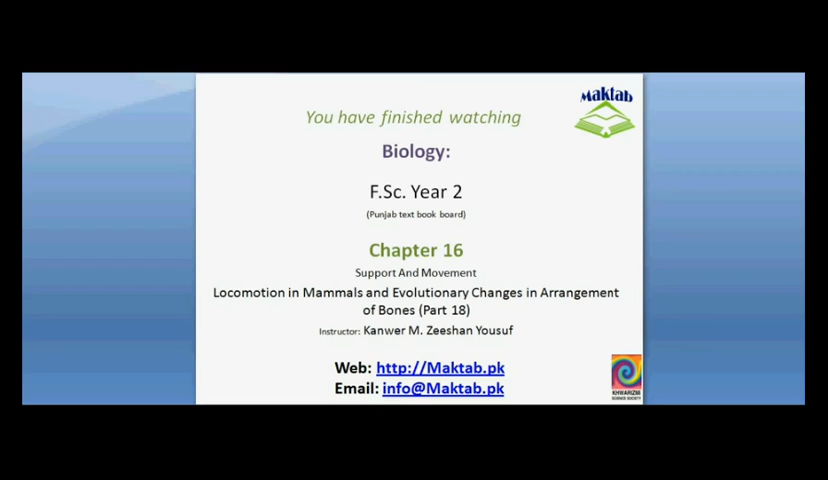 Maktab
You have finished watching
Biology:
F.Sc. Year 2
(Punjab text book board)
Chapter 16
Support And Movement
Locomotion in Mammals and Evolutionary Changes in Arrangement
of Bones (Part 18)
Instructor: Kanwer M. Zeeshan Yousuf
Web: http://Maktab.pk
Email: info@Maktab.pk
KHWARIZMI
SCIENCE SOCIETY